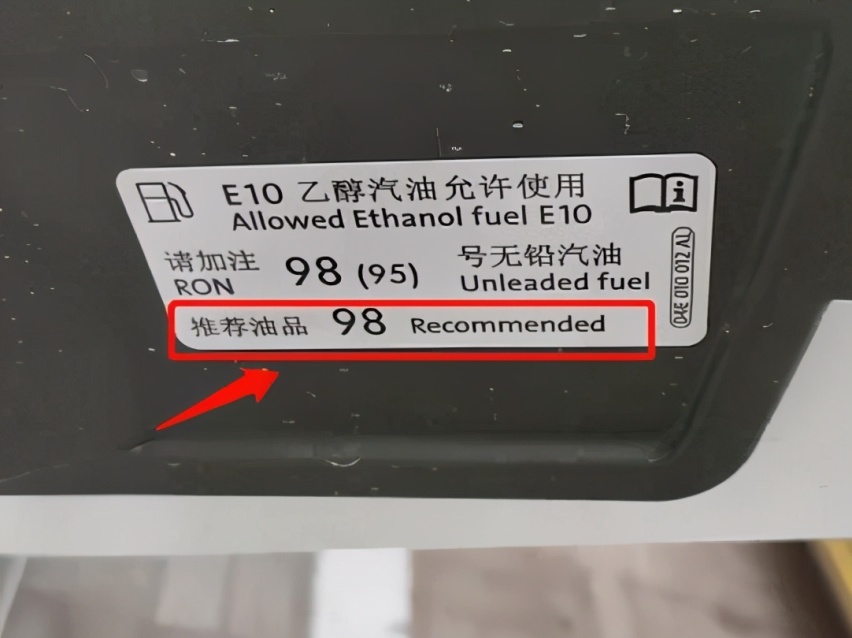 E10 乙醇汽油允许使用
Allowed Ethanol fuel E10
请加注 98 (95) 号无铅汽油
RON Unleaded fuel
推荐油品 98 Recommended